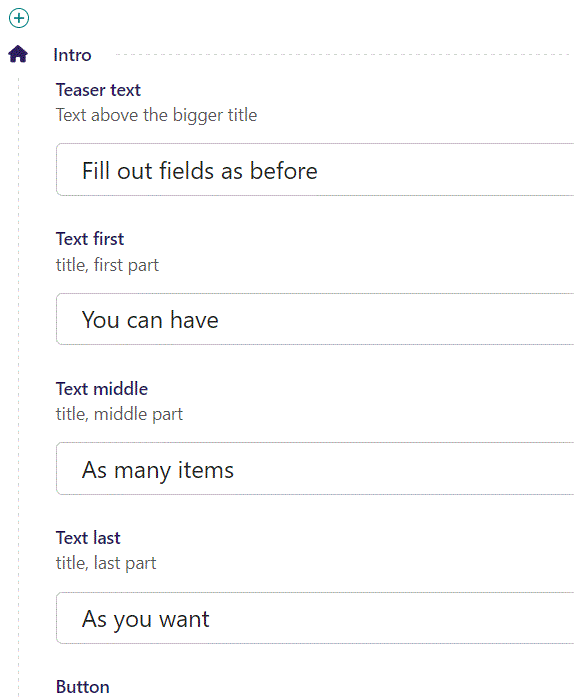 Intro
Teaser text
Text above the bigger title
Fill out fields as before
Text first
title, first part
You can have
Text middle
title, middle part
As many items
Text last
title, last part
As you want
Button